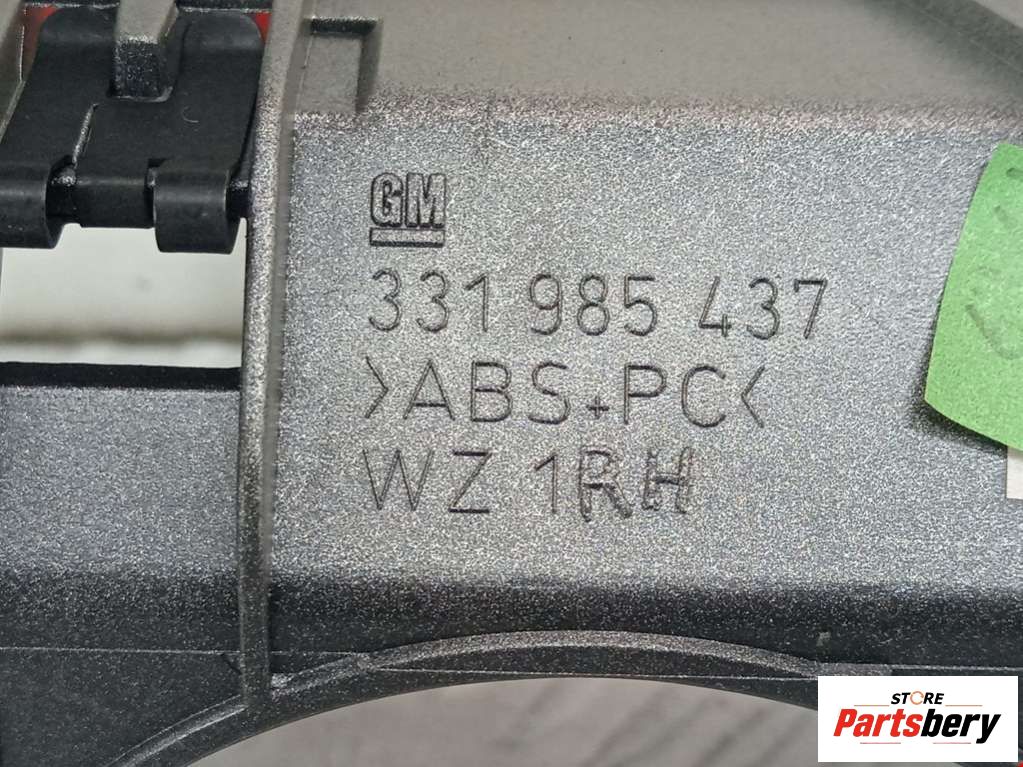 GM
331 985 437
>ABS+PC<
WZ 1RH
STORE
Partsbery